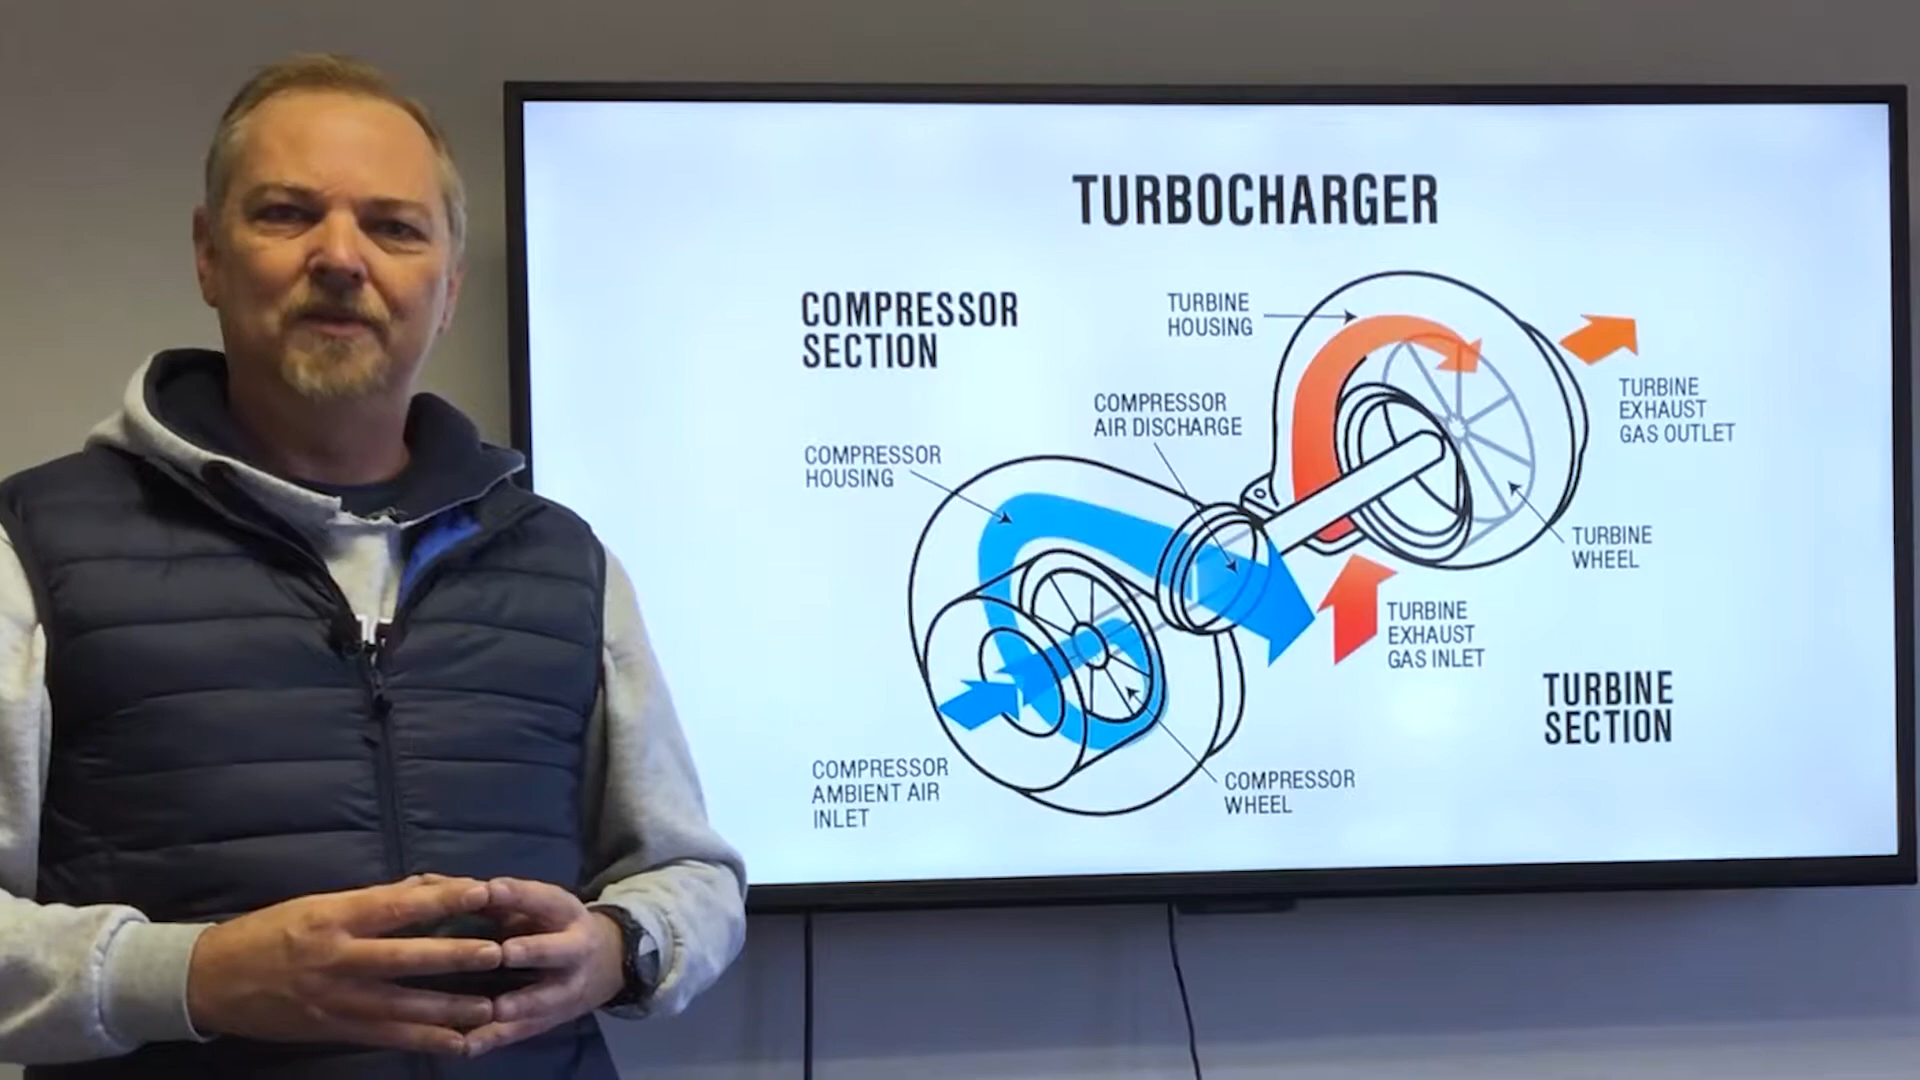 TURBOCHARGER
COMPRESSOR
SECTION
TURBINE
HOUSING
TURBINE
EXHAUST
GAS OUTLET
COMPRESSOR
AIR DISCHARGE
COMPRESSOR
HOUSING
TURBINE
WHEEL
TURBINE
EXHAUST
GAS INLET
TURBINE
SECTION
COMPRESSOR
AMBIENT AIR
INLET
COMPRESSOR
WHEEL